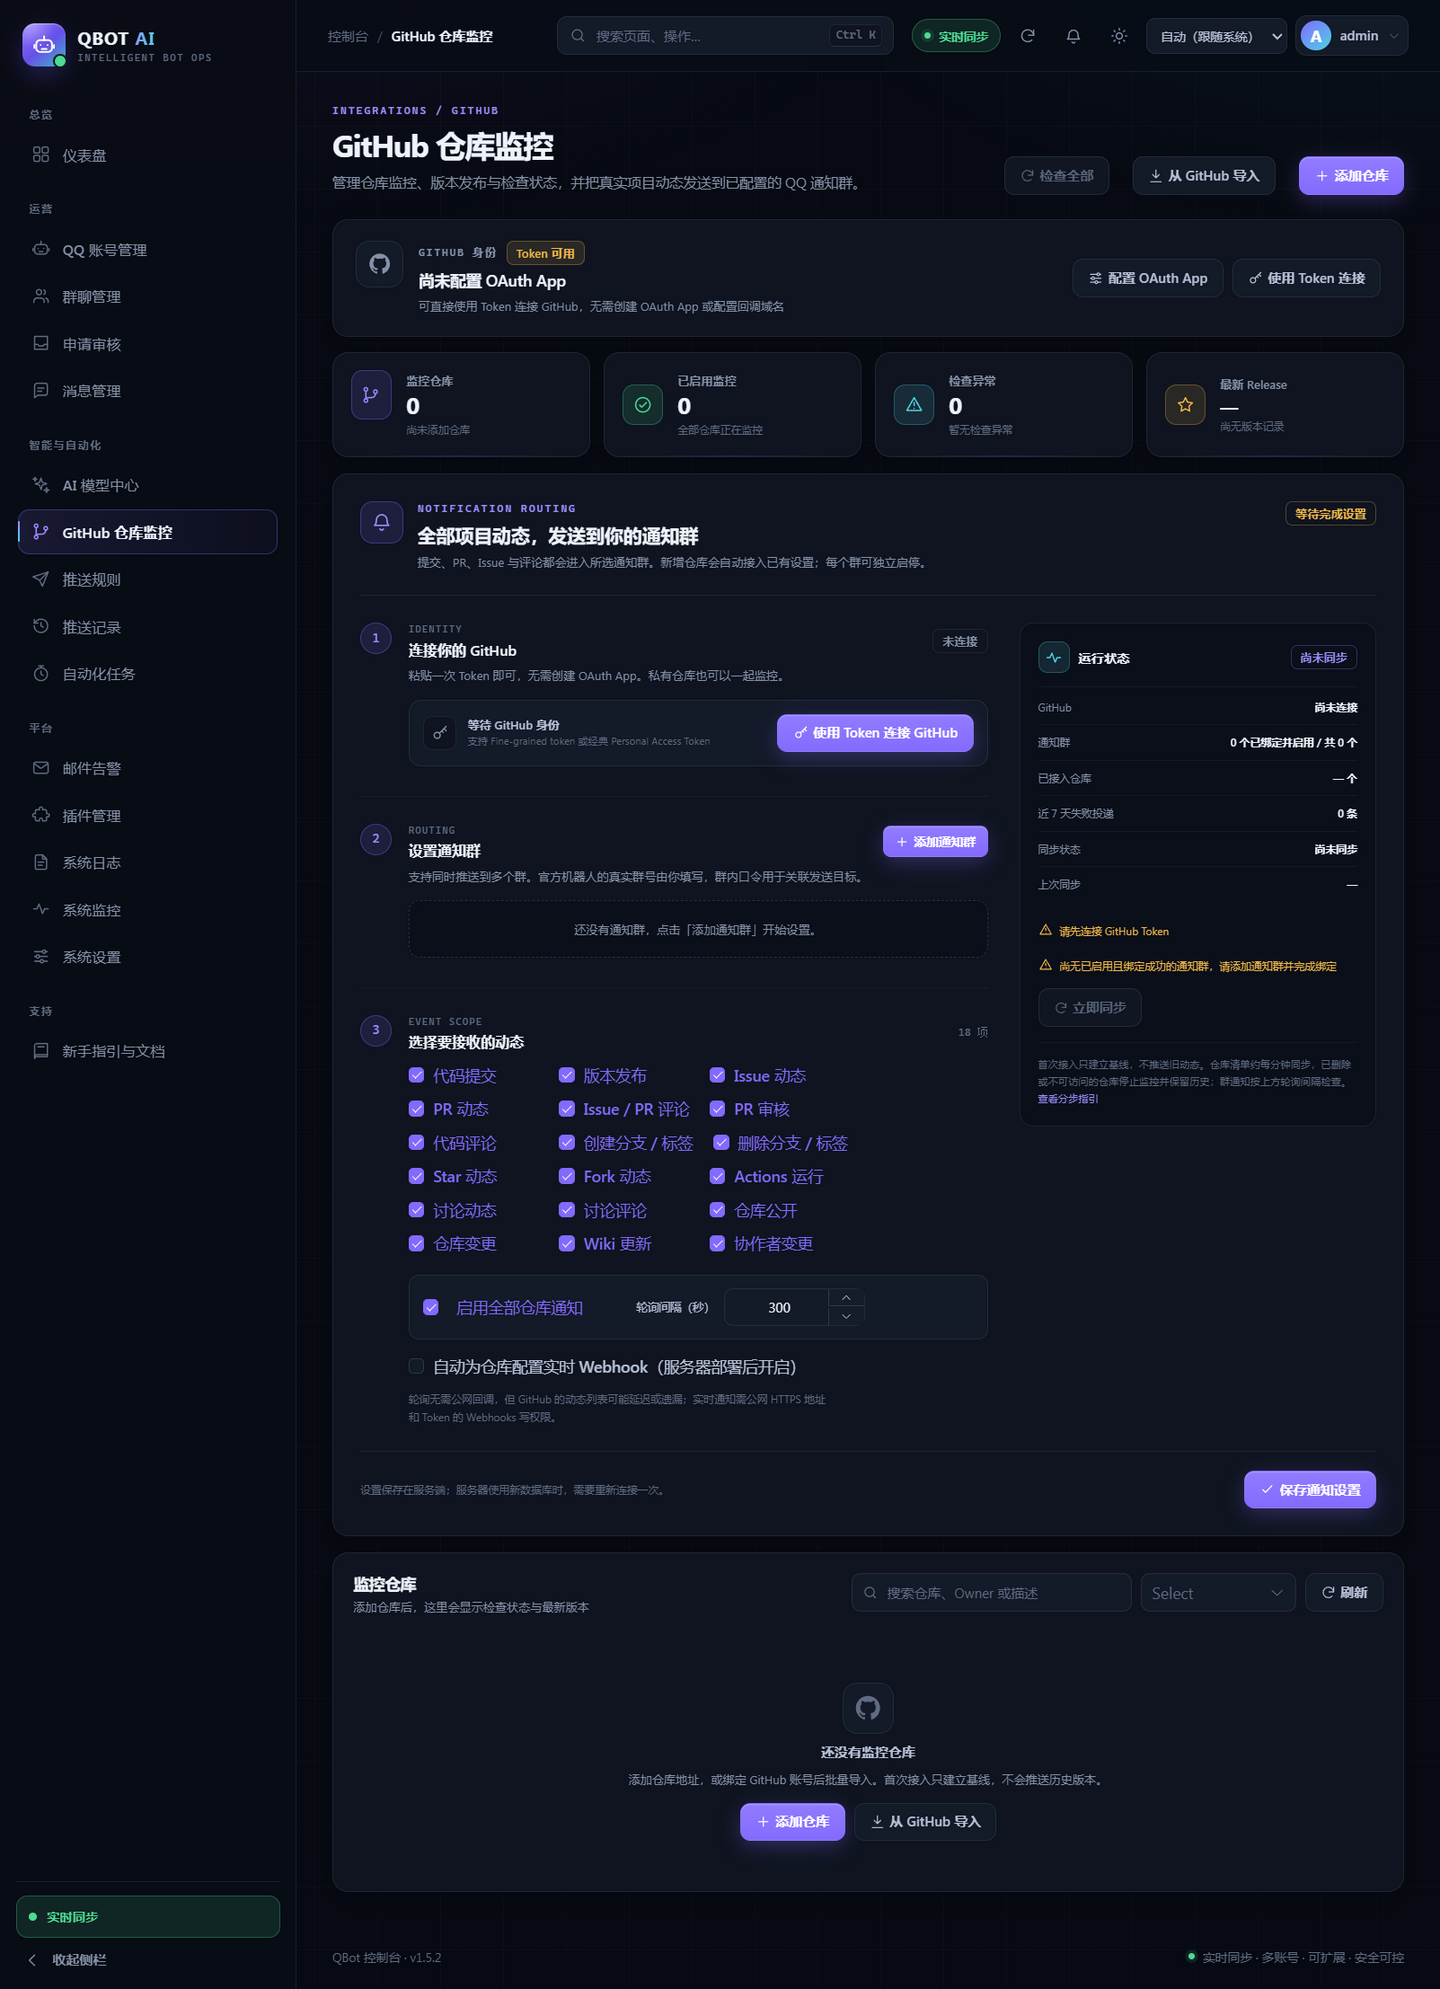 QBOT AI
INTELLIGENT BOT OPS
总览
仪表盘
运营
QQ 账号管理
群聊管理
申请审核
消息管理
智能与自动化
AI 模型中心
GitHub 仓库监控
推送规则
推送记录
自动化任务
平台
邮件告警
插件管理
系统日志
系统监控
系统设置
支持
新手指引与文档
实时同步
收起侧栏
控制台 / GitHub 仓库监控
搜索页面、操作...
Ctrl K
实时同步
自动（跟随系统）
A
admin
INTEGRATIONS / GITHUB
GitHub 仓库监控
管理仓库监控、版本发布与检查状态，并把真实项目动态发送到已配置的 QQ 通知群。
检查全部
从 GitHub 导入
添加仓库
GITHUB 身份
Token 可用
尚未配置 OAuth App
可直接使用 Token 连接 GitHub，无需创建 OAuth App 或配置回调域名
配置 OAuth App
使用 Token 连接
监控仓库
0
尚未添加仓库
已启用监控
0
全部仓库正在监控
检查异常
0
暂无检查异常
最新 Release
—
尚无版本记录
NOTIFICATION ROUTING
全部项目动态，发送到你的通知群
提交、PR、Issue 与评论都会进入所选通知群。新增仓库会自动接入已有设置；每个群可独立启停。
等待完成设置
1
IDENTITY
连接你的 GitHub
粘贴一次 Token 即可，无需创建 OAuth App。私有仓库也可以一起监控。
未连接
等待 GitHub 身份
支持 Fine-grained token 或经典 Personal Access Token
使用 Token 连接 GitHub
2
ROUTING
设置通知群
支持同时推送到多个群。官方机器人的真实群号由你填写，群内口令用于关联发送目标。
添加通知群
还没有通知群，点击「添加通知群」开始设置。
3
EVENT SCOPE
选择要接收的动态
18 项
代码提交
版本发布
Issue 动态
PR 动态
Issue / PR 评论
PR 审核
代码评论
创建分支 / 标签
删除分支 / 标签
Star 动态
Fork 动态
Actions 运行
讨论动态
讨论评论
仓库公开
仓库变更
Wiki 更新
协作者变更
启用全部仓库通知
轮询间隔（秒）
300
自动为仓库配置实时 Webhook（服务器部署后开启）
轮询无需公网回调，但 GitHub 的动态列表可能延迟或遗漏；实时通知需公网 HTTPS 地址
和 Token 的 Webhooks 写权限。
运行状态
尚未同步
GitHub
尚未连接
通知群
0 个已绑定并启用 / 共 0 个
已接入仓库
— 个
近 7 天失败投递
0 条
同步状态
尚未同步
上次同步
—
请先连接 GitHub Token
尚无已启用且绑定成功的通知群，请添加通知群并完成绑定
立即同步
首次接入只建立基线，不推送旧动态。仓库清单约每分钟同步，已删除
或不可访问的仓库停止监控并保留历史；群通知按上方轮询间隔检查。
查看分步指引
设置保存在服务端；服务器使用新数据库时，需要重新连接一次。
保存通知设置
监控仓库
添加仓库后，这里会显示检查状态与最新版本
搜索仓库、Owner 或描述
Select
刷新
还没有监控仓库
添加仓库地址，或绑定 GitHub 账号后批量导入。首次接入只建立基线，不会推送历史版本。
添加仓库
从 GitHub 导入
QBot 控制台 · v1.5.2
实时同步 · 多账号 · 可扩展 · 安全可控